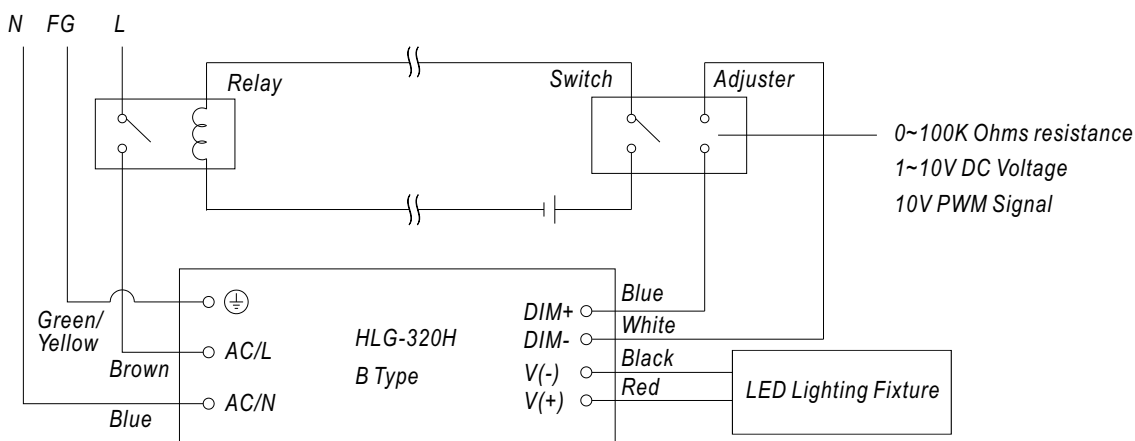 N FG L
Relay
Switch
Adjuster
0~100K Ohms resistance
1~10V DC Voltage
10V PWM Signal
Green/
Yellow
Brown
Blue
AC/L
AC/N
HLG-320H
B Type
DIM+
DIM-
V(-)
V(+)
Blue
White
Black
Red
LED Lighting Fixture